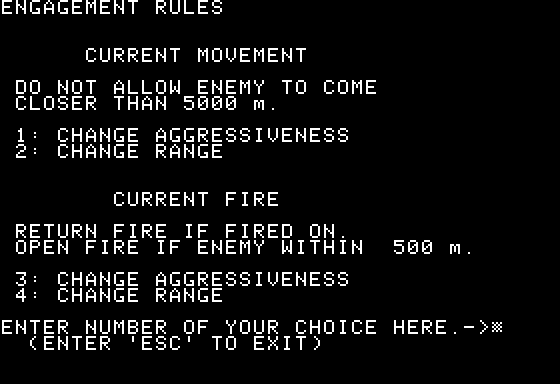 ENGAGEMENT RULES
CURRENT MOVEMENT
DO NOT ALLOW ENEMY TO COME
CLOSER THAN 5000 m.
1: CHANGE AGGRESSIVENESS
2: CHANGE RANGE
CURRENT FIRE
RETURN FIRE IF FIRED ON.
OPEN FIRE IF ENEMY WITHIN  500 m.
3: CHANGE AGGRESSIVENESS
4: CHANGE RANGE
ENTER NUMBER OF YOUR CHOICE HERE.->
(ENTER 'ESC' TO EXIT)